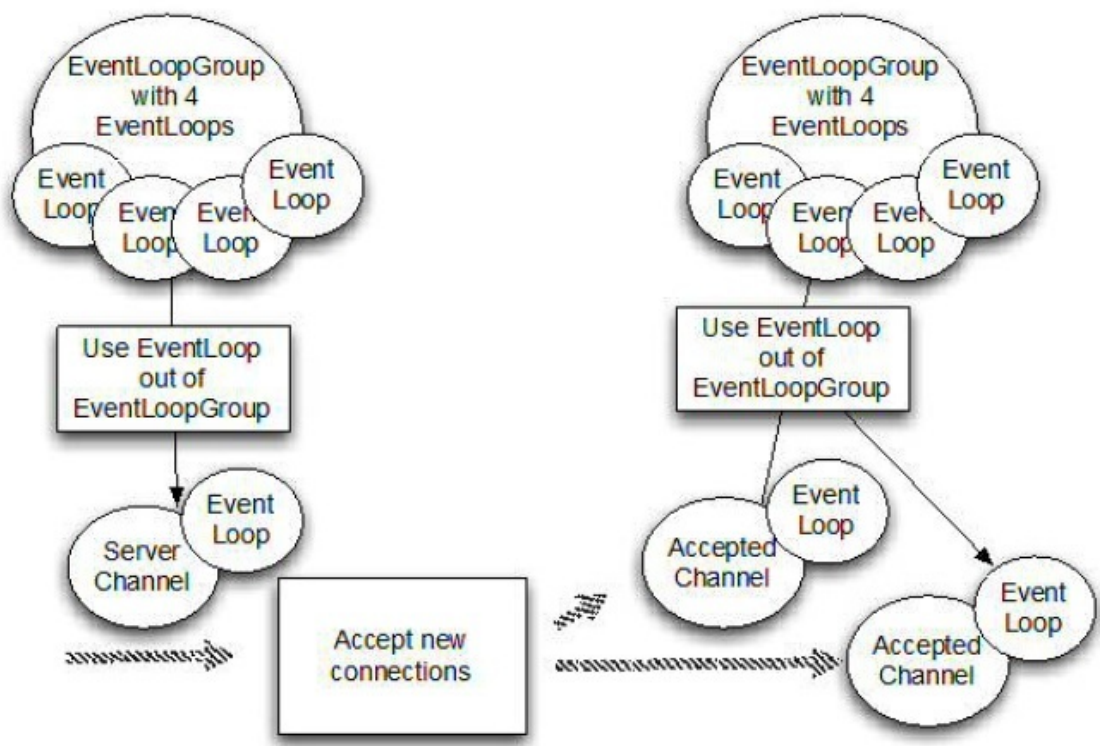 EventLoopGroup
with 4
EventLoops
Event
Loop
Event
Loop
Event
Loop
Event
Loop
Use EventLoop
out of
EventLoopGroup
Server
Channel
Event
Loop
Accept new
connections
EventLoopGroup
with 4
EventLoops
Event
Loop
Event
Loop
Event
Loop
Event
Loop
Use EventLoop
out of
EventLoopGroup
Accepted
Channel
Event
Loop
Accepted
Channel
Event
Loop